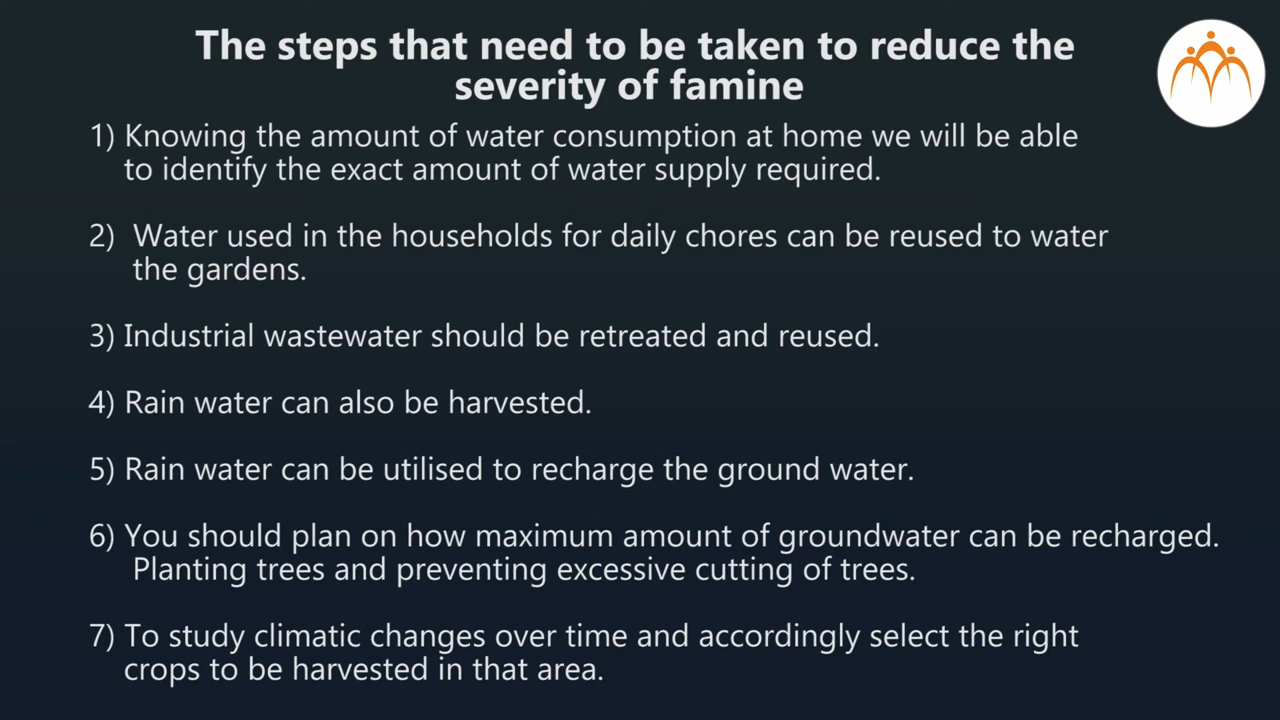 The steps that need to be taken to reduce the
severity of famine
1) Knowing the amount of water consumption at home we will be able
to identify the exact amount of water supply required.
2) Water used in the households for daily chores can be reused to water
the gardens.
3) Industrial wastewater should be retreated and reused.
4) Rain water can also be harvested.
5) Rain water can be utilised to recharge the ground water.
6) You should plan on how maximum amount of groundwater can be recharged.
Planting trees and preventing excessive cutting of trees.
7) To study climatic changes over time and accordingly select the right
crops to be harvested in that area.